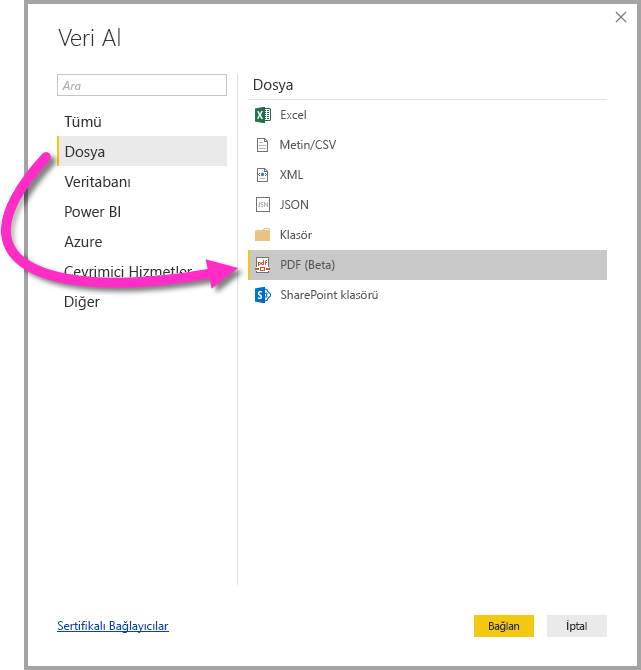 Veri Al
Ara
Tümü
Dosya
Veritabanı
Power BI
Azure
Çevrimiçi Hizmetler
Diğer
Dosya
Excel
Metin/CSV
XML
JSON
Klasör
PDF (Beta)
SharePoint klasörü
Sertifikalı Bağlayıcılar
Bağlan
İptal